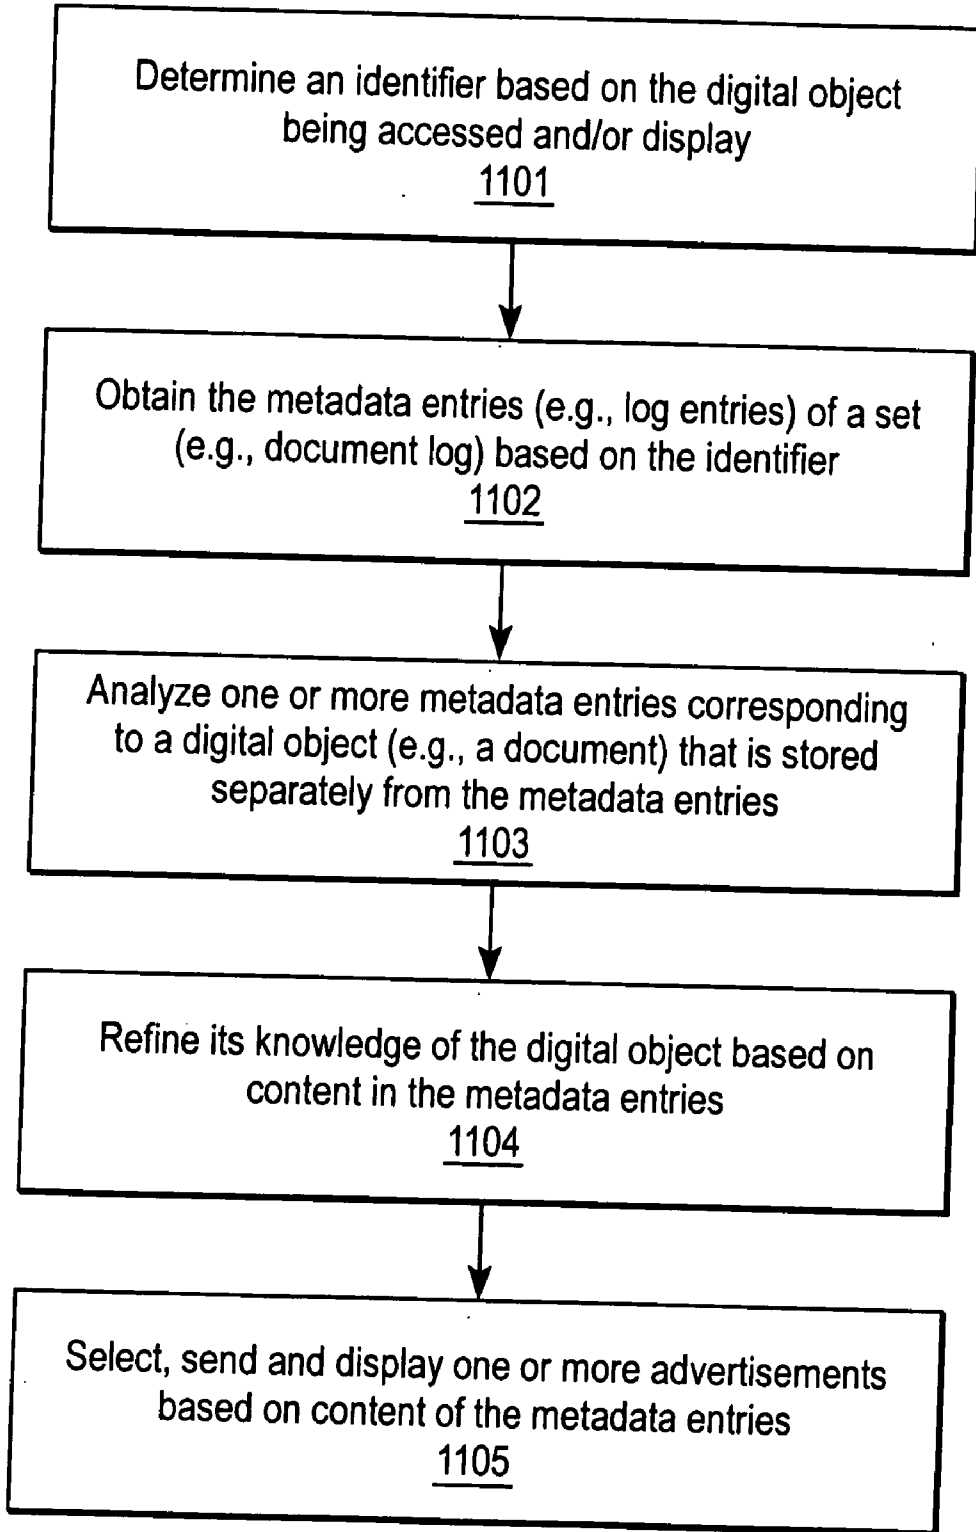 Determine an identifier based on the digital object
being accessed and/or display
1101
Obtain the metadata entries (e.g., log entries) of a set
(e.g., document log) based on the identifier
1102
Analyze one or more metadata entries corresponding
to a digital object (e.g., a document) that is stored
separately from the metadata entries
1103
Refine its knowledge of the digital object based on
content in the metadata entries
1104
Select, send and display one or more advertisements
based on content of the metadata entries
1105